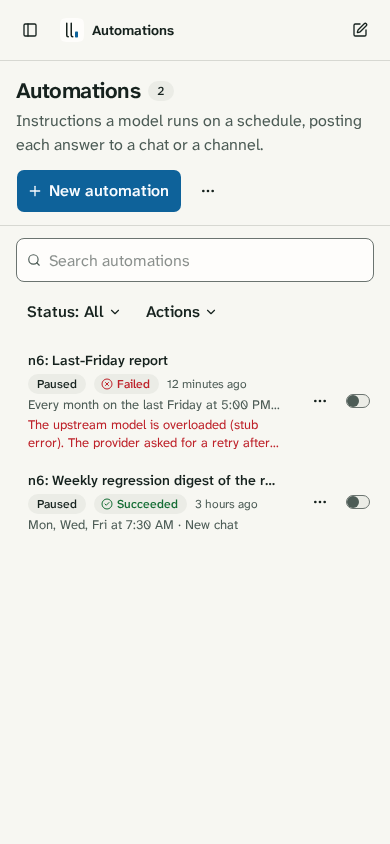 Automations
Automations 2
Instructions a model runs on a schedule, posting
each answer to a chat or a channel.
+ New automation ...
Search automations
Status: All Actions
n6: Last-Friday report
Paused Failed 12 minutes ago
Every month on the last Friday at 5:00 PM...
The upstream model is overloaded (stub
error). The provider asked for a retry after...
n6: Weekly regression digest of the r...
Paused Succeeded 3 hours ago
Mon, Wed, Fri at 7:30 AM · New chat